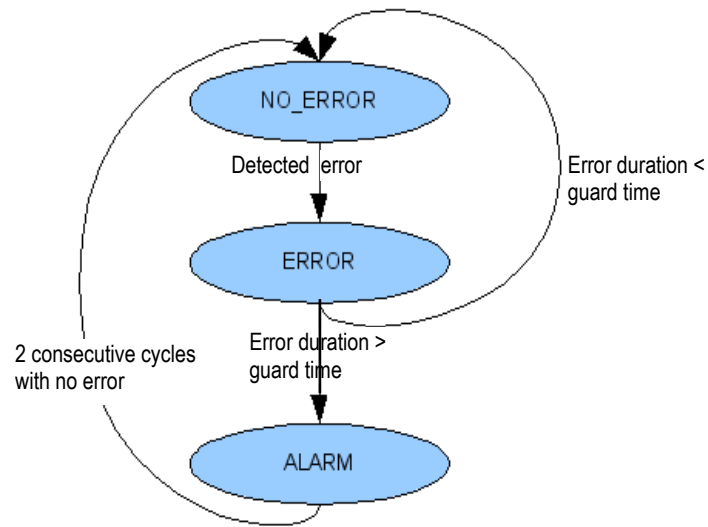 NO_ERROR
Detected error
Error duration <
guard time
ERROR
Error duration >
guard time
2 consecutive cycles
with no error
ALARM